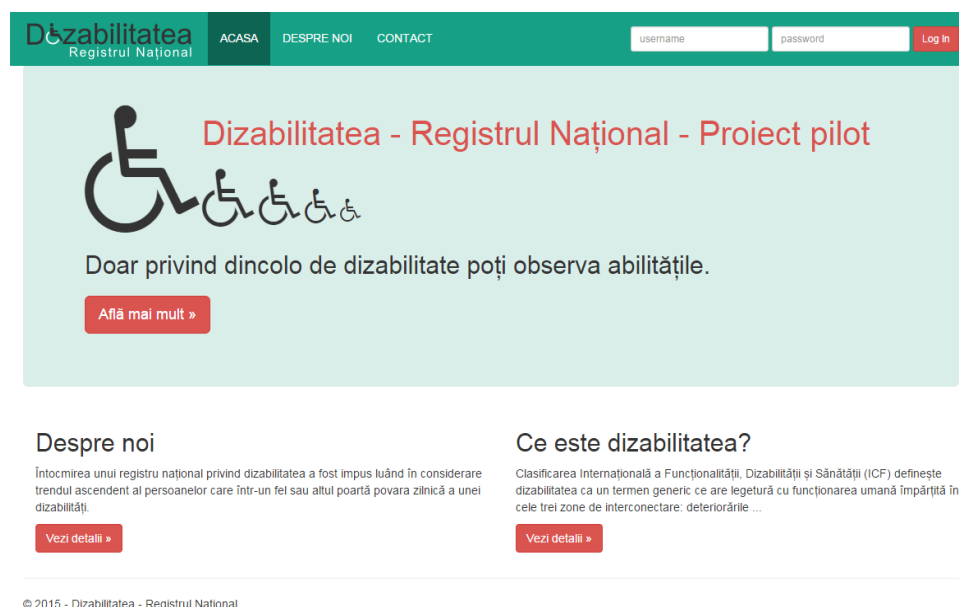 Dizabilitatea
Registrul Național
ACASA DESPRE NOI CONTACT username password Log In
Dizabilitatea - Registrul Național - Proiect pilot
Doar privind dincolo de dizabilitate poți observa abilitățile.
Află mai mult »
Despre noi
Întocmirea unui registru național privind dizabilitatea a fost impus luând în considerare
trendul ascendent al persoanelor care într-un fel sau altul poartă povara zilnică a unei
dizabilități.
Vezi detalii »
Ce este dizabilitatea?
Clasificarea Internațională a Funcționalității, Dizabilității și Sănătății (ICF) definește
dizabilitatea ca un termen generic ce are legetură cu funcționarea umană împărțită în
cele trei zone de interconectare: deteriorările ...
Vezi detalii »
© 2015 - Dizabilitatea - Registrul Național